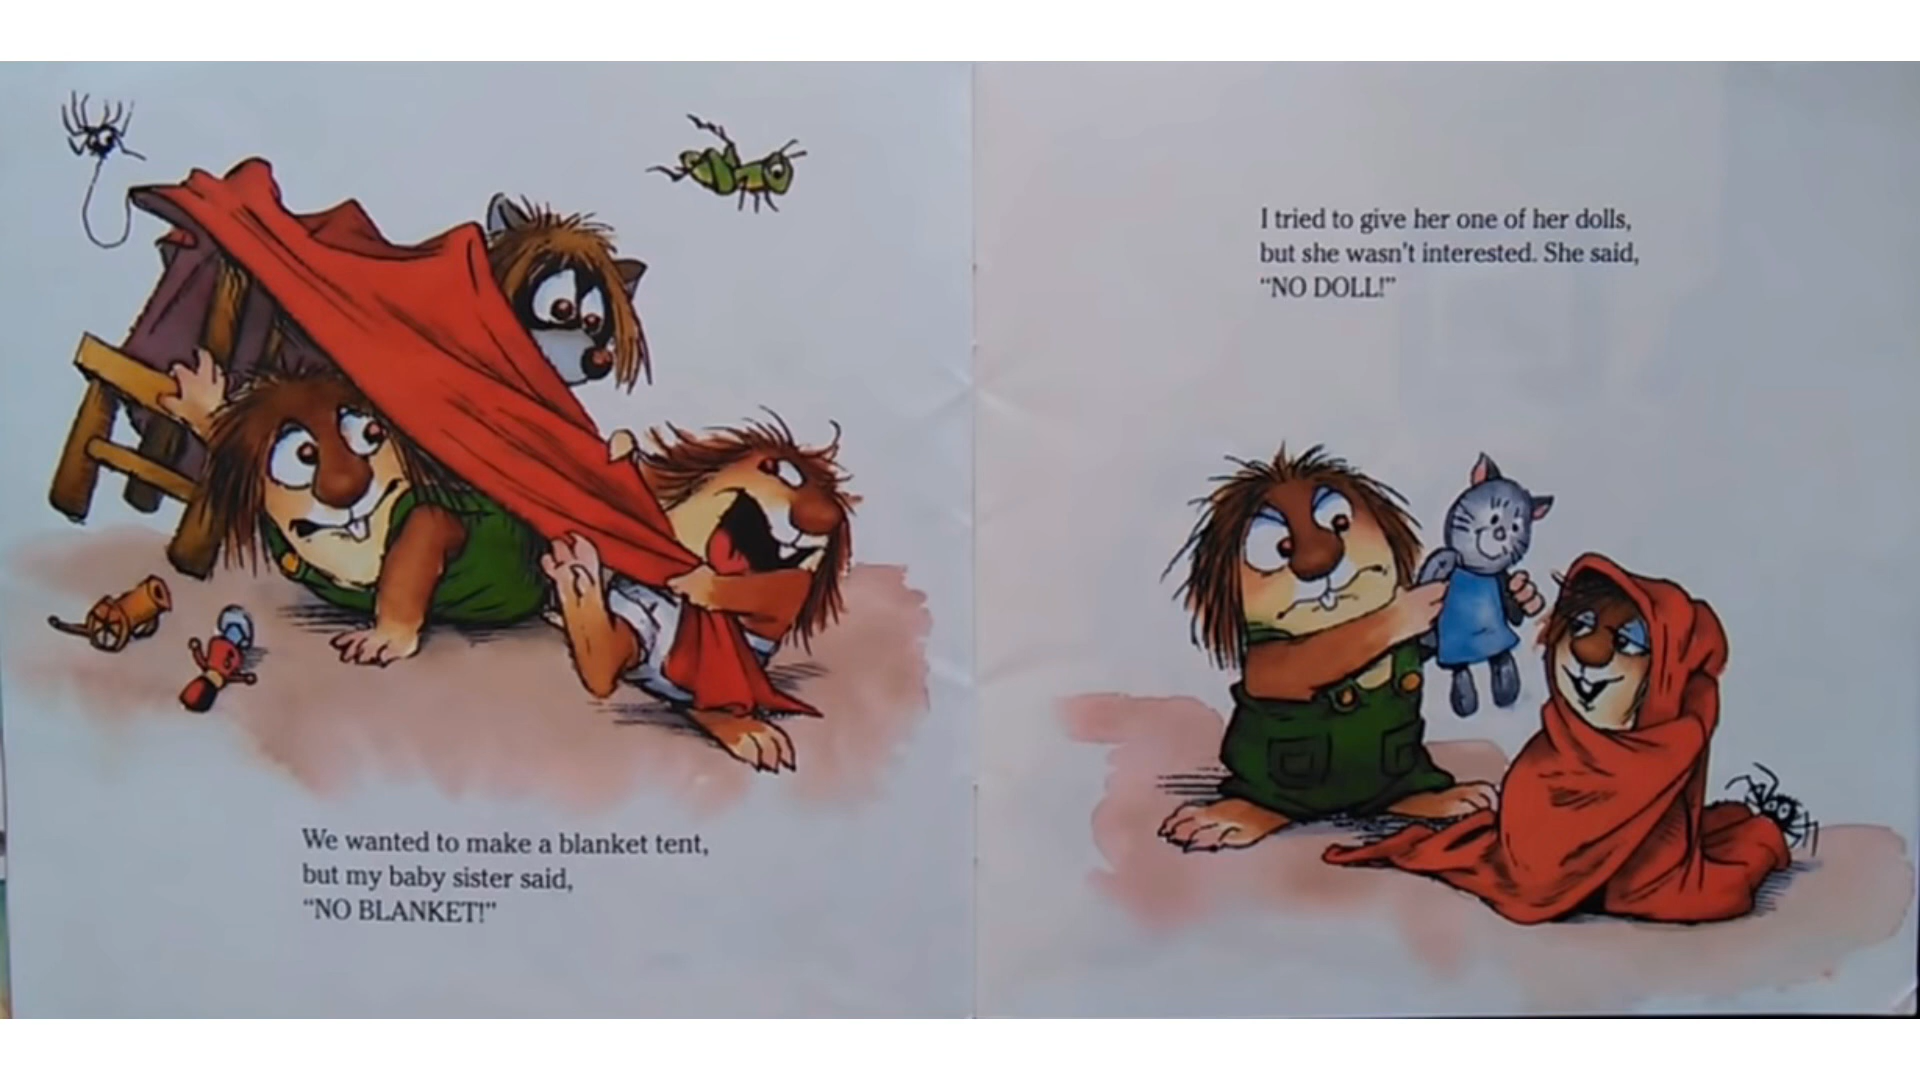 We wanted to make a blanket tent,
but my baby sister said,
“NO BLANKET!”
I tried to give her one of her dolls,
but she wasn't interested. She said,
“NO DOLL!”